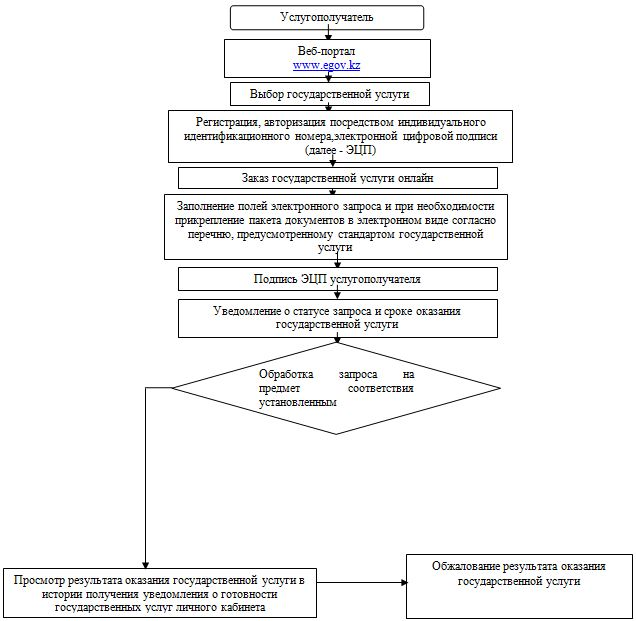 Услугополучатель
Веб-портал
www.egov.kz
Выбор государственной услуги
Регистрация, авторизация посредством индивидуального
идентификационного номера,электронной цифровой подписи
(далее - ЭЦП)
Заказ государственной услуги онлайн
Заполнение полей электронного запроса и при необходимости
прикрепление пакета документов в электронном виде согласно
перечню, предусмотренному стандартом государственной
услуги
Подпись ЭЦП услугополучателя
Уведомление о статусе запроса и сроке оказания
государственной услуги
Обработка запроса на
предмет соответствия
установленным
Просмотр результата оказания государственной услуги в
истории получения уведомления о готовности
государственных услуг личного кабинета
Обжалование результата оказания
государственной услуги